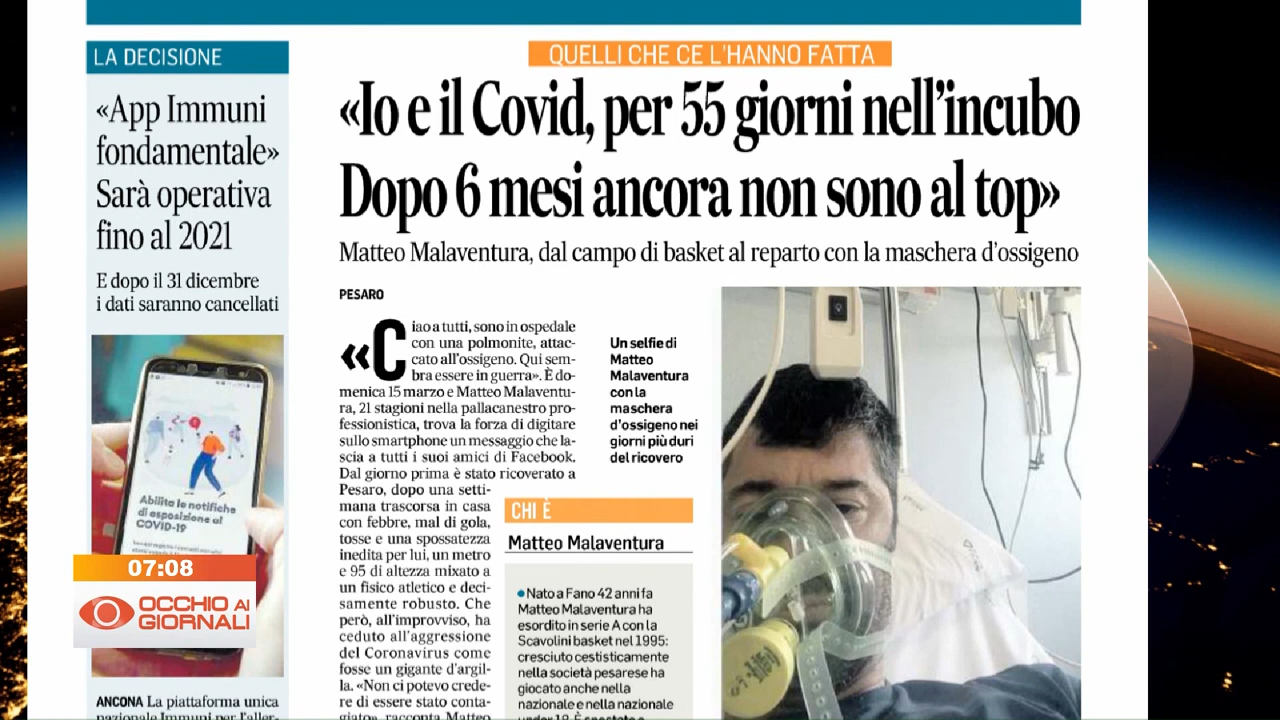 LA DECISIONE
«App Immuni
fondamentale»
Sarà operativa
fino al 2021
E dopo il 31 dicembre
i dati saranno cancellati
Abilita le notifiche
di esposizione al
COVID-19
07:08
OCCHIO AI
GIORNALI
ANCONA La piattaforma unica
nazionale Immuni per l'aller-
QUELLI CHE CE L'HANNO FATTA
«Io e il Covid, per 55 giorni nell'incubo
Dopo 6 mesi ancora non sono al top»
Matteo Malaventura, dal campo di basket al reparto con la maschera d'ossigeno
PESARO
«Ciao a tutti, sono in ospedale
con una polmonite, attac-
cato all'ossigeno. Qui sem-
bra essere in guerra». È do-
menica 15 marzo e Matteo Malaventu-
ra, 21 stagioni nella pallacanestro pro-
fessionistica, trova la forza di digitare
sullo smartphone un messaggio che la-
scia a tutti i suoi amici di Facebook.
Dal giorno prima è stato ricoverato a
Pesaro, dopo una setti-
mana trascorsa in casa
con febbre, mal di gola,
tosse e una spossatezza
inedita per lui, un metro
e 95 di altezza mixato a
un fisico atletico e deci-
samente robusto. Che
però, all'improvviso, ha
ceduto all'aggressione
del Coronavirus come
fosse un gigante d'argil-
la. «Non ci potevo crede-
re di essere stato conta-
giato», racconta Matteo
Un selfie di
Matteo
Malaventura
con la
maschera
d'ossigeno nei
giorni più duri
del ricovero
CHI È
Matteo Malaventura
• Nato a Fano 42 anni fa
Matteo Malaventura ha
esordito in serie A con la
Scavolini basket nel 1995:
cresciuto cestisticamente
nella società pesarese ha
giocato anche nella
nazionale e nella nazionale
under 18. È sposato e